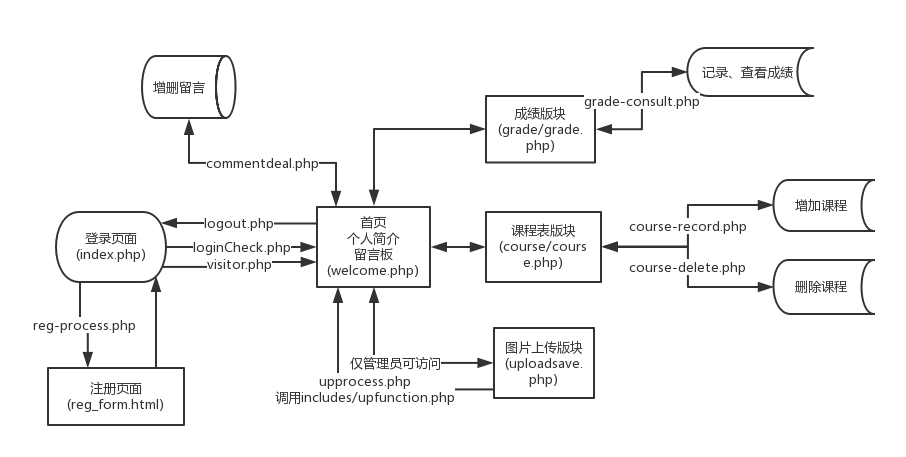 记录、查看成绩
增删留言
grade-consult.php
成绩版块
(grade/grade.
php)
commentdeal.php
增加课程
首页
个人简介
留言板
(welcome.php)
logout.php
课程表版块
(course/cours
e.php)
course-record.php
登录页面
(index.php)
loginCheck.php
visitor.php
course-delete.php
删除课程
reg-process.php
图片上传版块
(uploadsave.
php)
仅管理员可访问
upprocess.php
调用includes/upfunction.php
注册页面
(reg_form.html)